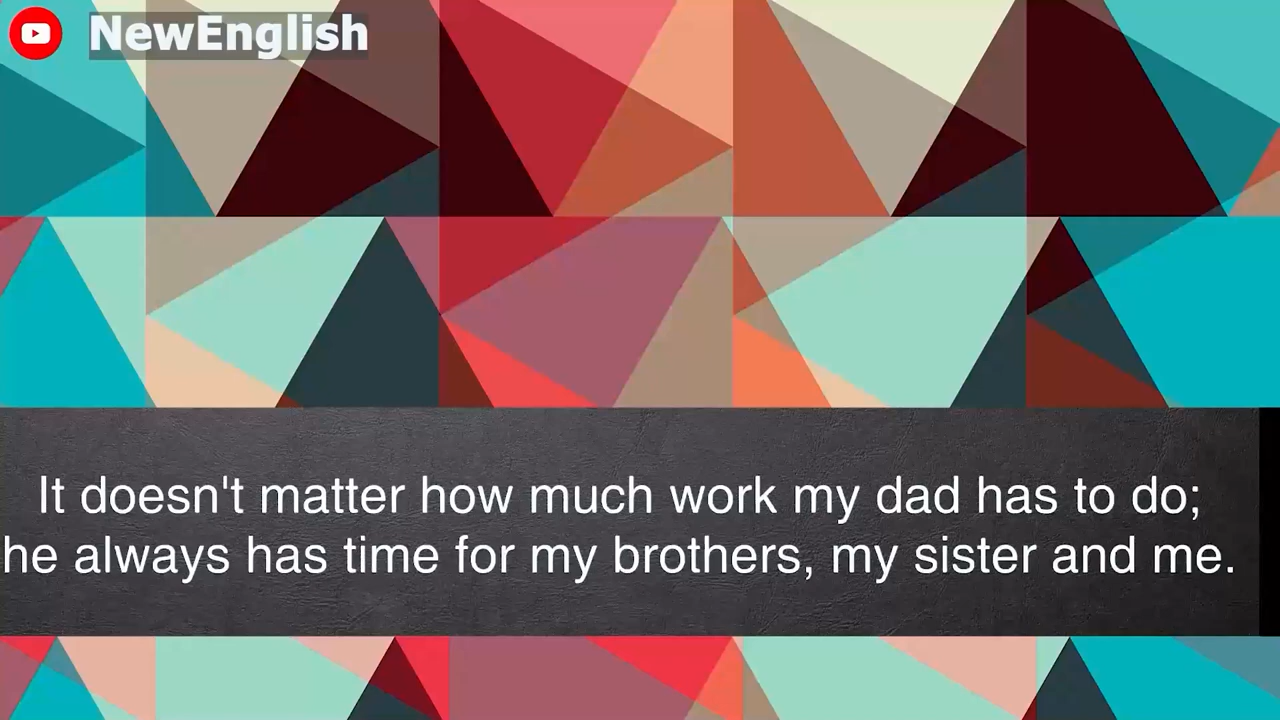 NewEnglish
It doesn't matter how much work my dad has to do;
he always has time for my brothers, my sister and me.